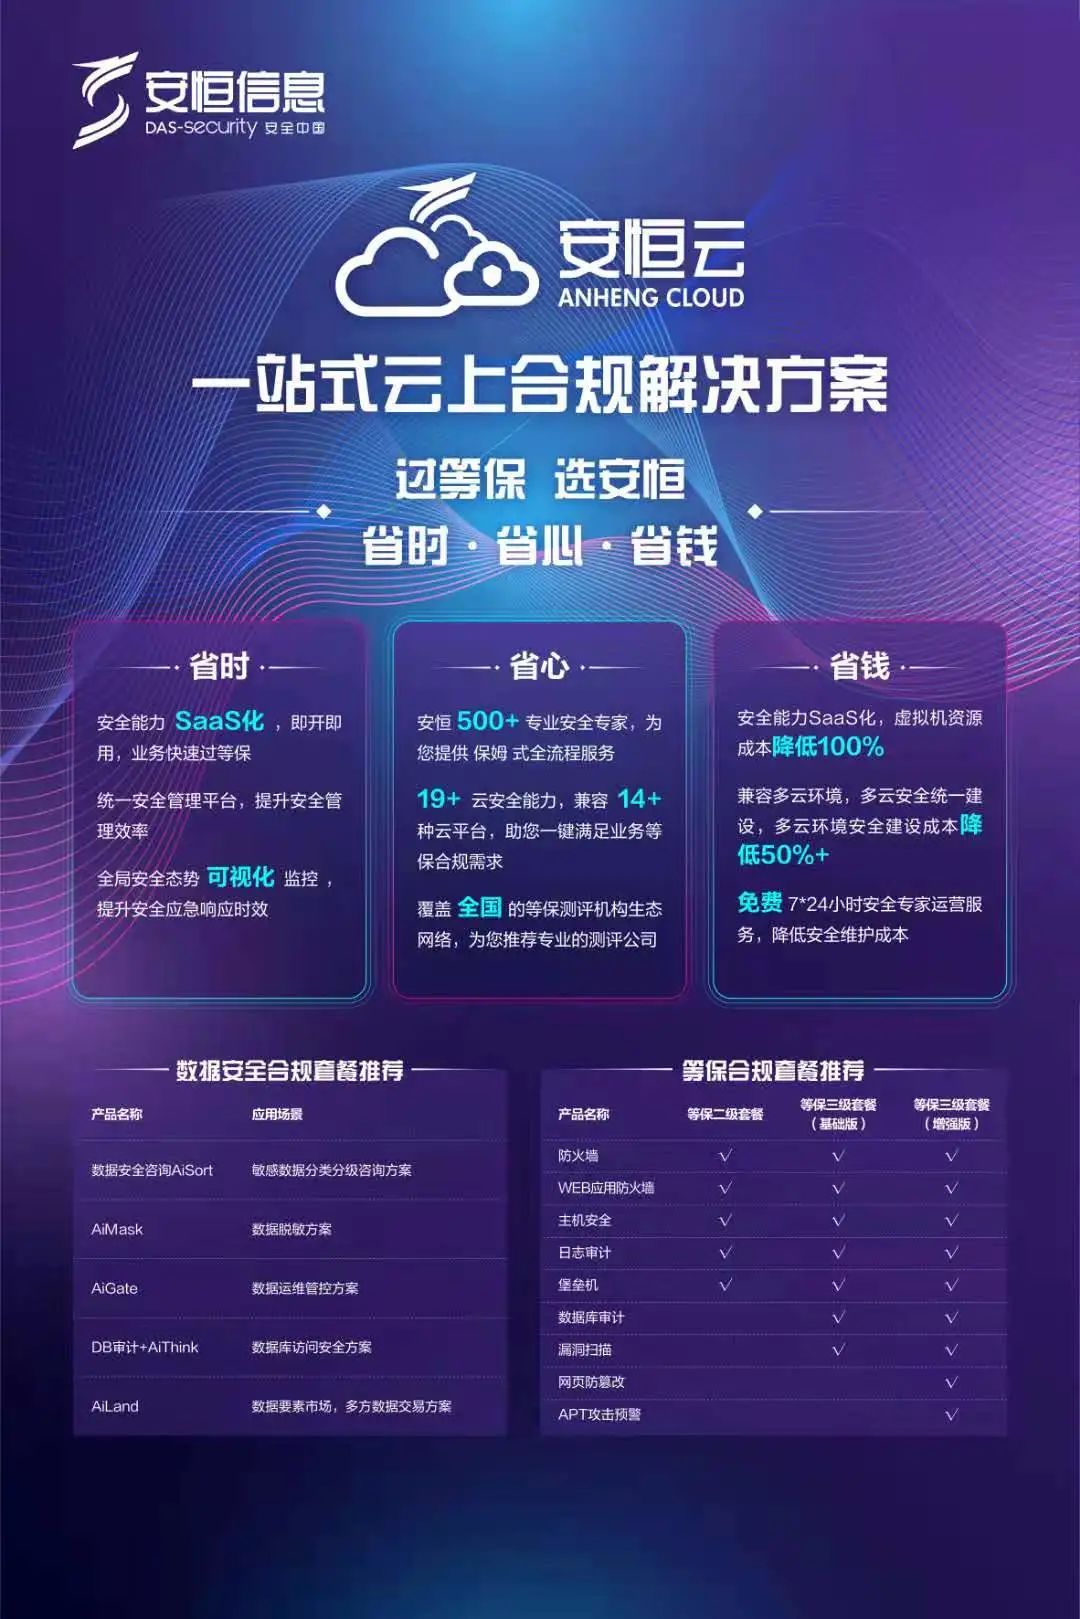 安恒信息
DAS-security 安全中国
安恒云
ANHENG CLOUD
一站式云上合规解决方案
过等保 选安恒
省时·省心·省钱
·省时·
安全能力 SaaS化 ，即开即
用，业务快速过等保
统一安全管理平台，提升安全管
理效率
全局安全态势 可视化 监控 ，
提升安全应急响应时效
·省心·
安恒 500+ 专业安全专家，为
您提供 保姆 式全流程服务
19+ 云安全能力，兼容 14+
种云平台，助您一键满足业务等
保合规需求
覆盖 全国 的等保测评机构生态
网络，为您推荐专业的测评公司
·省钱·
安全能力SaaS化，虚拟机资源
成本降低100%
兼容多云环境，多云安全统一建
设，多云环境安全建设成本降
低50%+
免费 7*24小时安全专家运营服
务，降低安全维护成本
数据安全合规套餐推荐
产品名称 应用场景
数据安全咨询AiSort 敏感数据分类分级咨询方案
AiMask 数据脱敏方案
AiGate 数据运维管控方案
DB审计+AiThink 数据库访问安全方案
AiLand 数据要素市场，多方数据交易方案
等保合规套餐推荐
产品名称 等保二级套餐 等保三级套餐（基础版） 等保三级套餐（增强版）
防火墙 √ √ √
WEB应用防火墙 √ √ √
主机安全 √ √ √
日志审计 √ √ √
堡垒机 √ √ √
数据库审计 √ √
漏洞扫描 √ √
网页防篡改 √
APT攻击预警 √